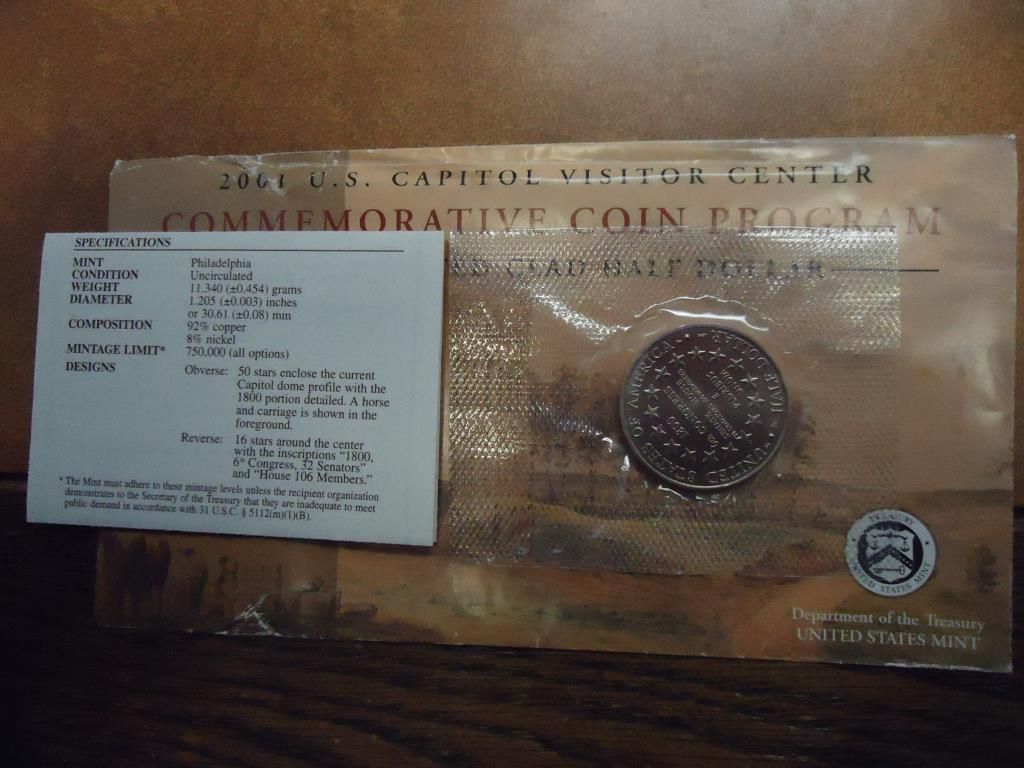 2001 U.S. CAPITOL VISITOR CENTER
COMMEMORATIVE COIN PROGRAM
CLAD HALF DOLLAR
SPECIFICATIONS
MINT Philadelphia
CONDITION Uncirculated
WEIGHT 11.340 (±0.454) grams
DIAMETER 1.205 (±0.003) inches
or 30.61 (±0.08) mm
COMPOSITION 92% copper
8% nickel
MINTAGE LIMIT* 750,000 (all options)
DESIGNS Obverse: 50 stars enclose the current
Capitol dome profile with the
1800 portion detailed. A horse
and carriage is shown in the
foreground.
Reverse: 16 stars around the center
with the inscriptions “1800,
6th Congress, 32 Senators”
and “House 106 Members.”
* The Mint must adhere to these mintage levels unless the recipient organization
demonstrates to the Secretary of the Treasury that they are inadequate to meet
public demand in accordance with 31 U.S.C. § 5112(m)(1)(B).
UNITED STATES OF AMERICA
HALF DOLLAR
TREASURY
UNITED STATES MINT
Department of the Treasury
UNITED STATES MINT